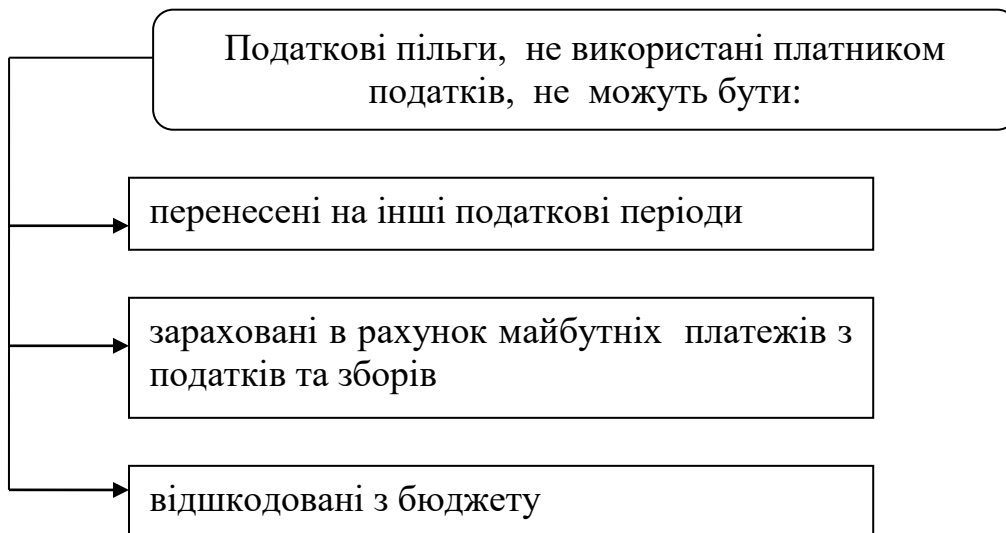 Податкові пільги, не використані платником
податків, не можуть бути:
перенесені на інші податкові періоди
зараховані в рахунок майбутніх платежів з
податків та зборів
відшкодовані з бюджету